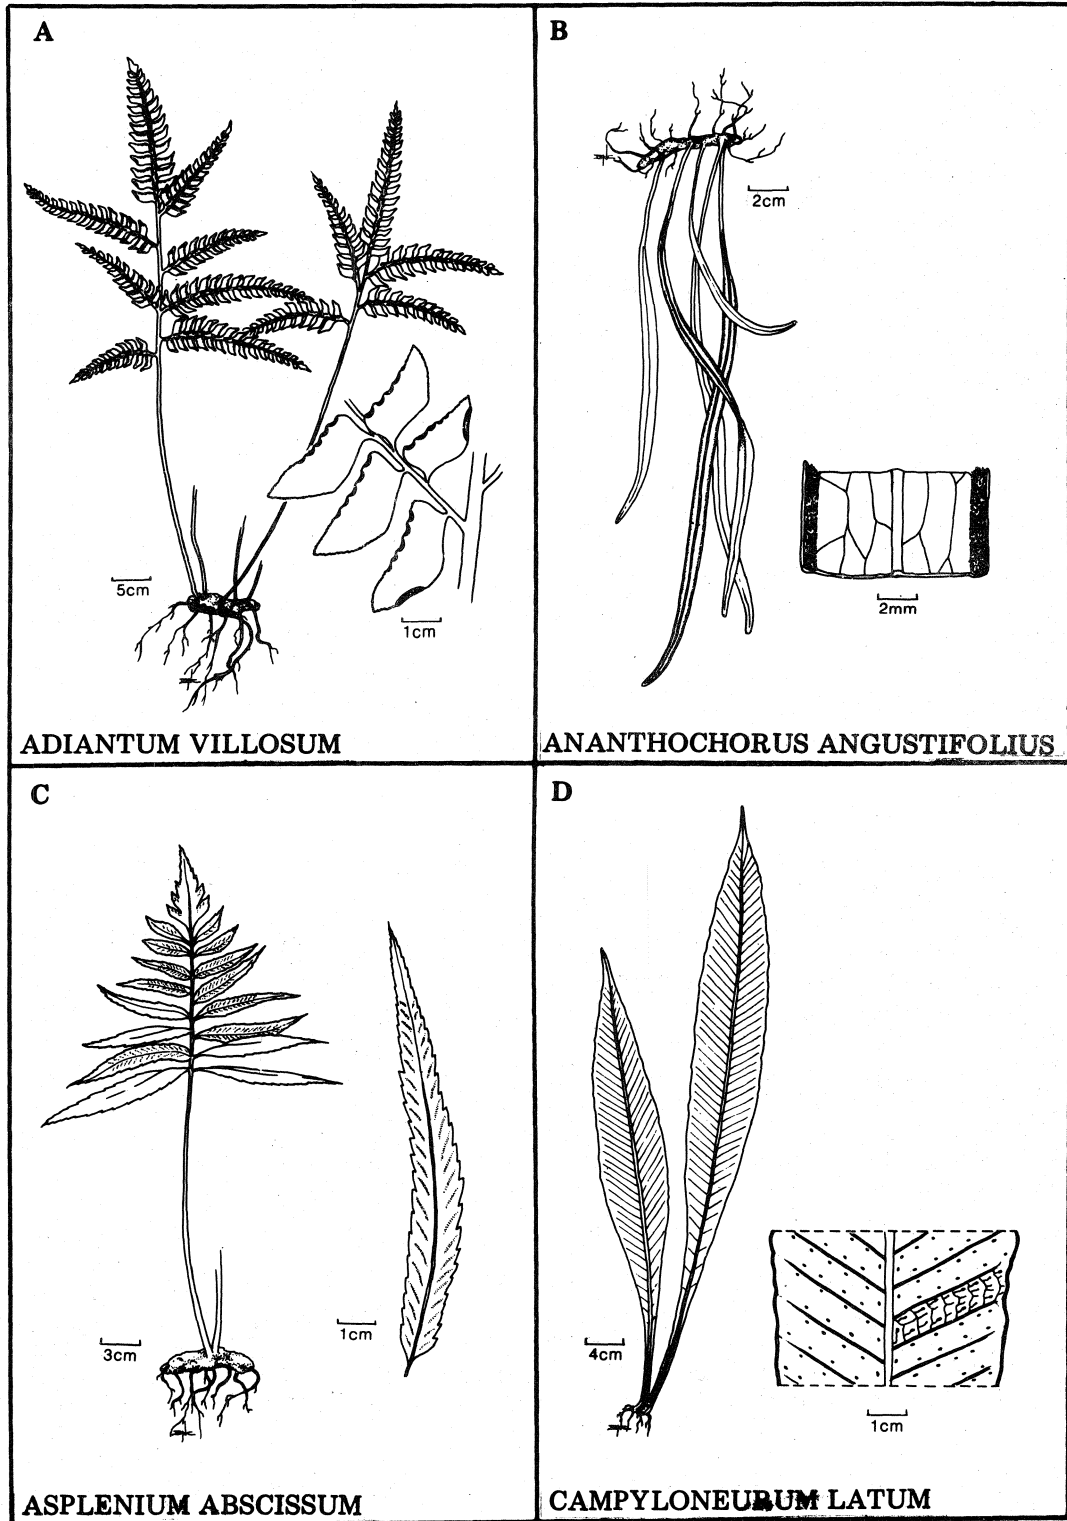 A
5cm
1cm
ADIANTUM VILLOSUM
B
2cm
2mm
ANANTHOCHORUS ANGUSTIFOLIUS
C
3cm
1cm
ASPLENIUM ABSCISSUM
D
4cm
1cm
CAMPYLONEURUM LATUM